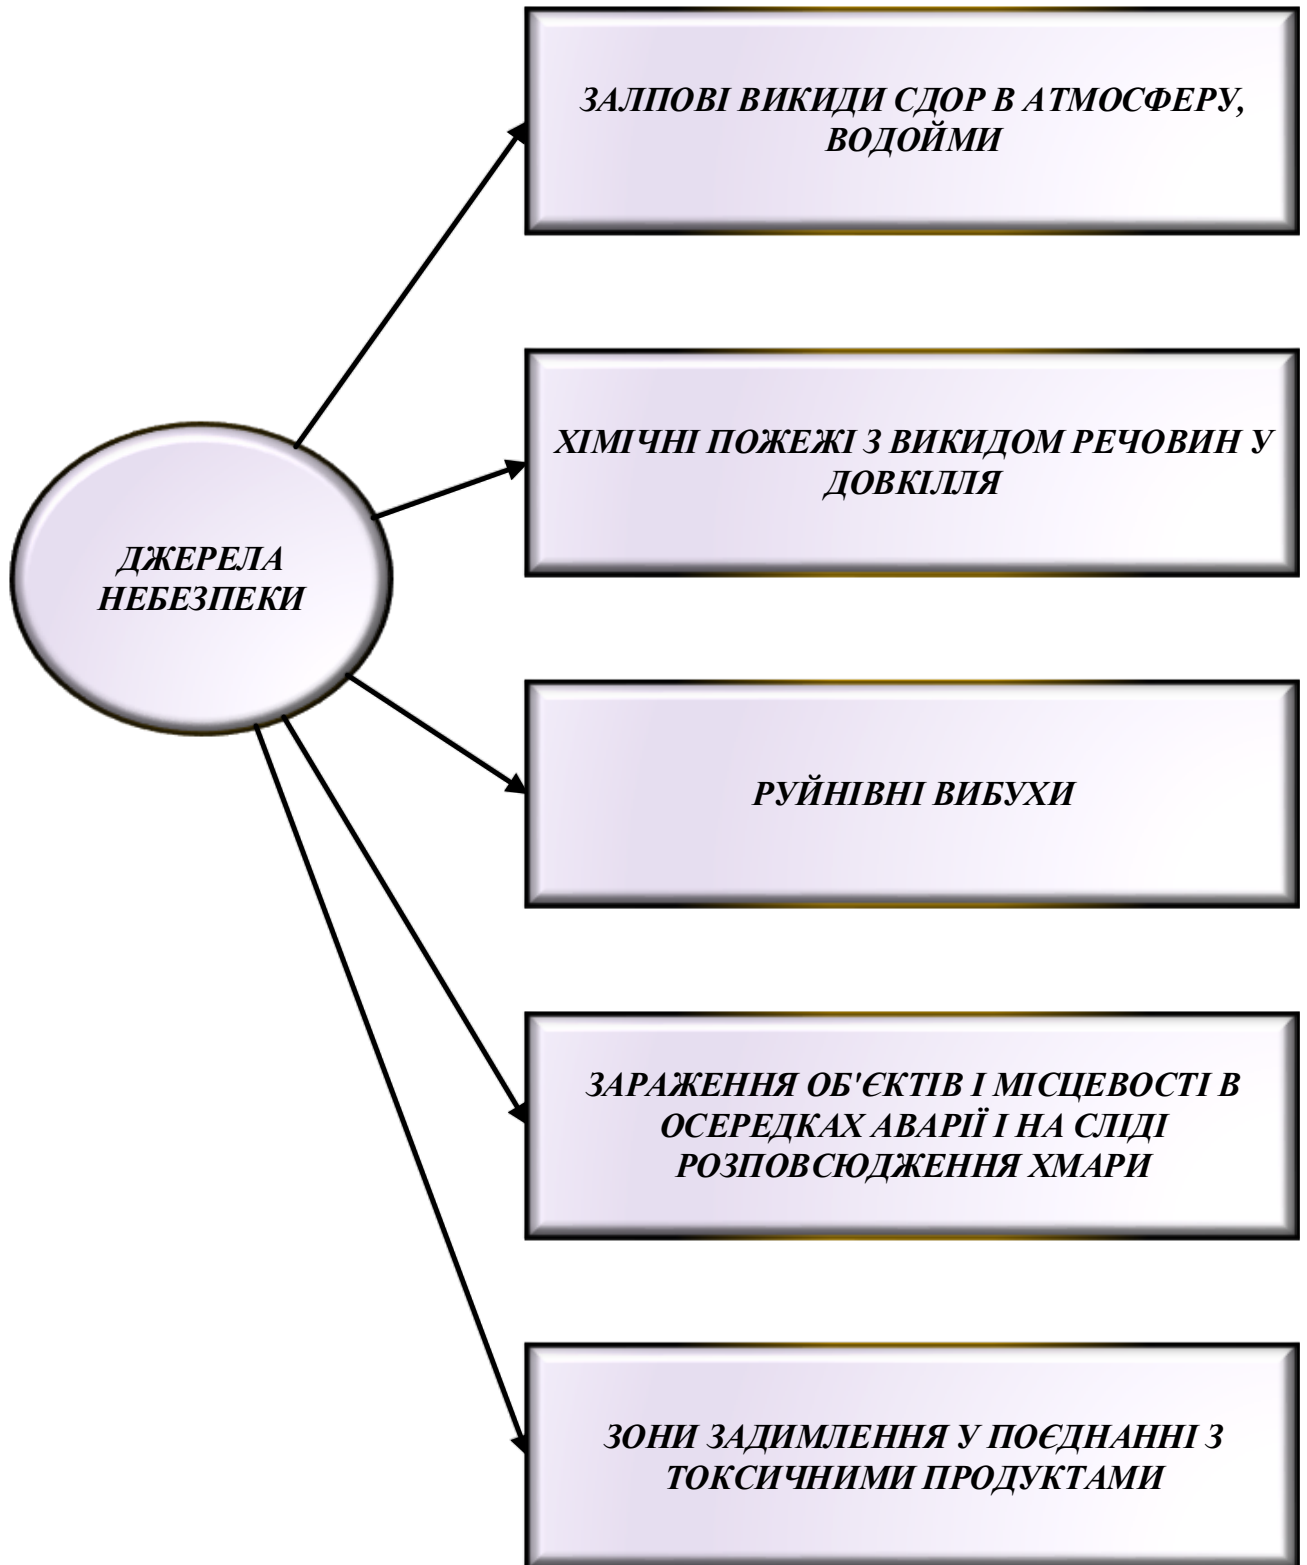 ЗАЛПОВІ ВИКИДИ СДОР В АТМОСФЕРУ,
ВОДОЙМИ
ХІМІЧНІ ПОЖЕЖІ З ВИКИДОМ РЕЧОВИН У
ДОВКІЛЛЯ
ДЖЕРЕЛА
НЕБЕЗПЕКИ
РУЙНІВНІ ВИБУХИ
ЗАРАЖЕННЯ ОБ'ЄКТІВ І МІСЦЕВОСТІ В
ОСЕРЕДКАХ АВАРІЇ І НА СЛІДІ
РОЗПОВСЮДЖЕННЯ ХМАРИ
ЗОНИ ЗАДИМЛЕННЯ У ПОЄДНАННІ З
ТОКСИЧНИМИ ПРОДУКТАМИ